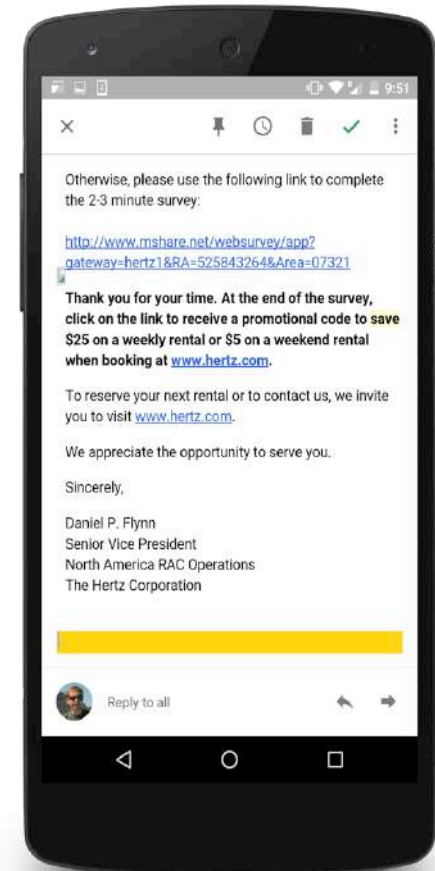 9:51
Otherwise, please use the following link to complete
the 2-3 minute survey:
http://www.mshare.net/websurvey/app?
gateway=hertz1&RA=525843264&Area=07321
Thank you for your time. At the end of the survey,
click on the link to receive a promotional code to save
$25 on a weekly rental or $5 on a weekend rental
when booking at www.hertz.com.
To reserve your next rental or to contact us, we invite
you to visit www.hertz.com.
We appreciate the opportunity to serve you.
Sincerely,
Daniel P. Flynn
Senior Vice President
North America RAC Operations
The Hertz Corporation
Reply to all